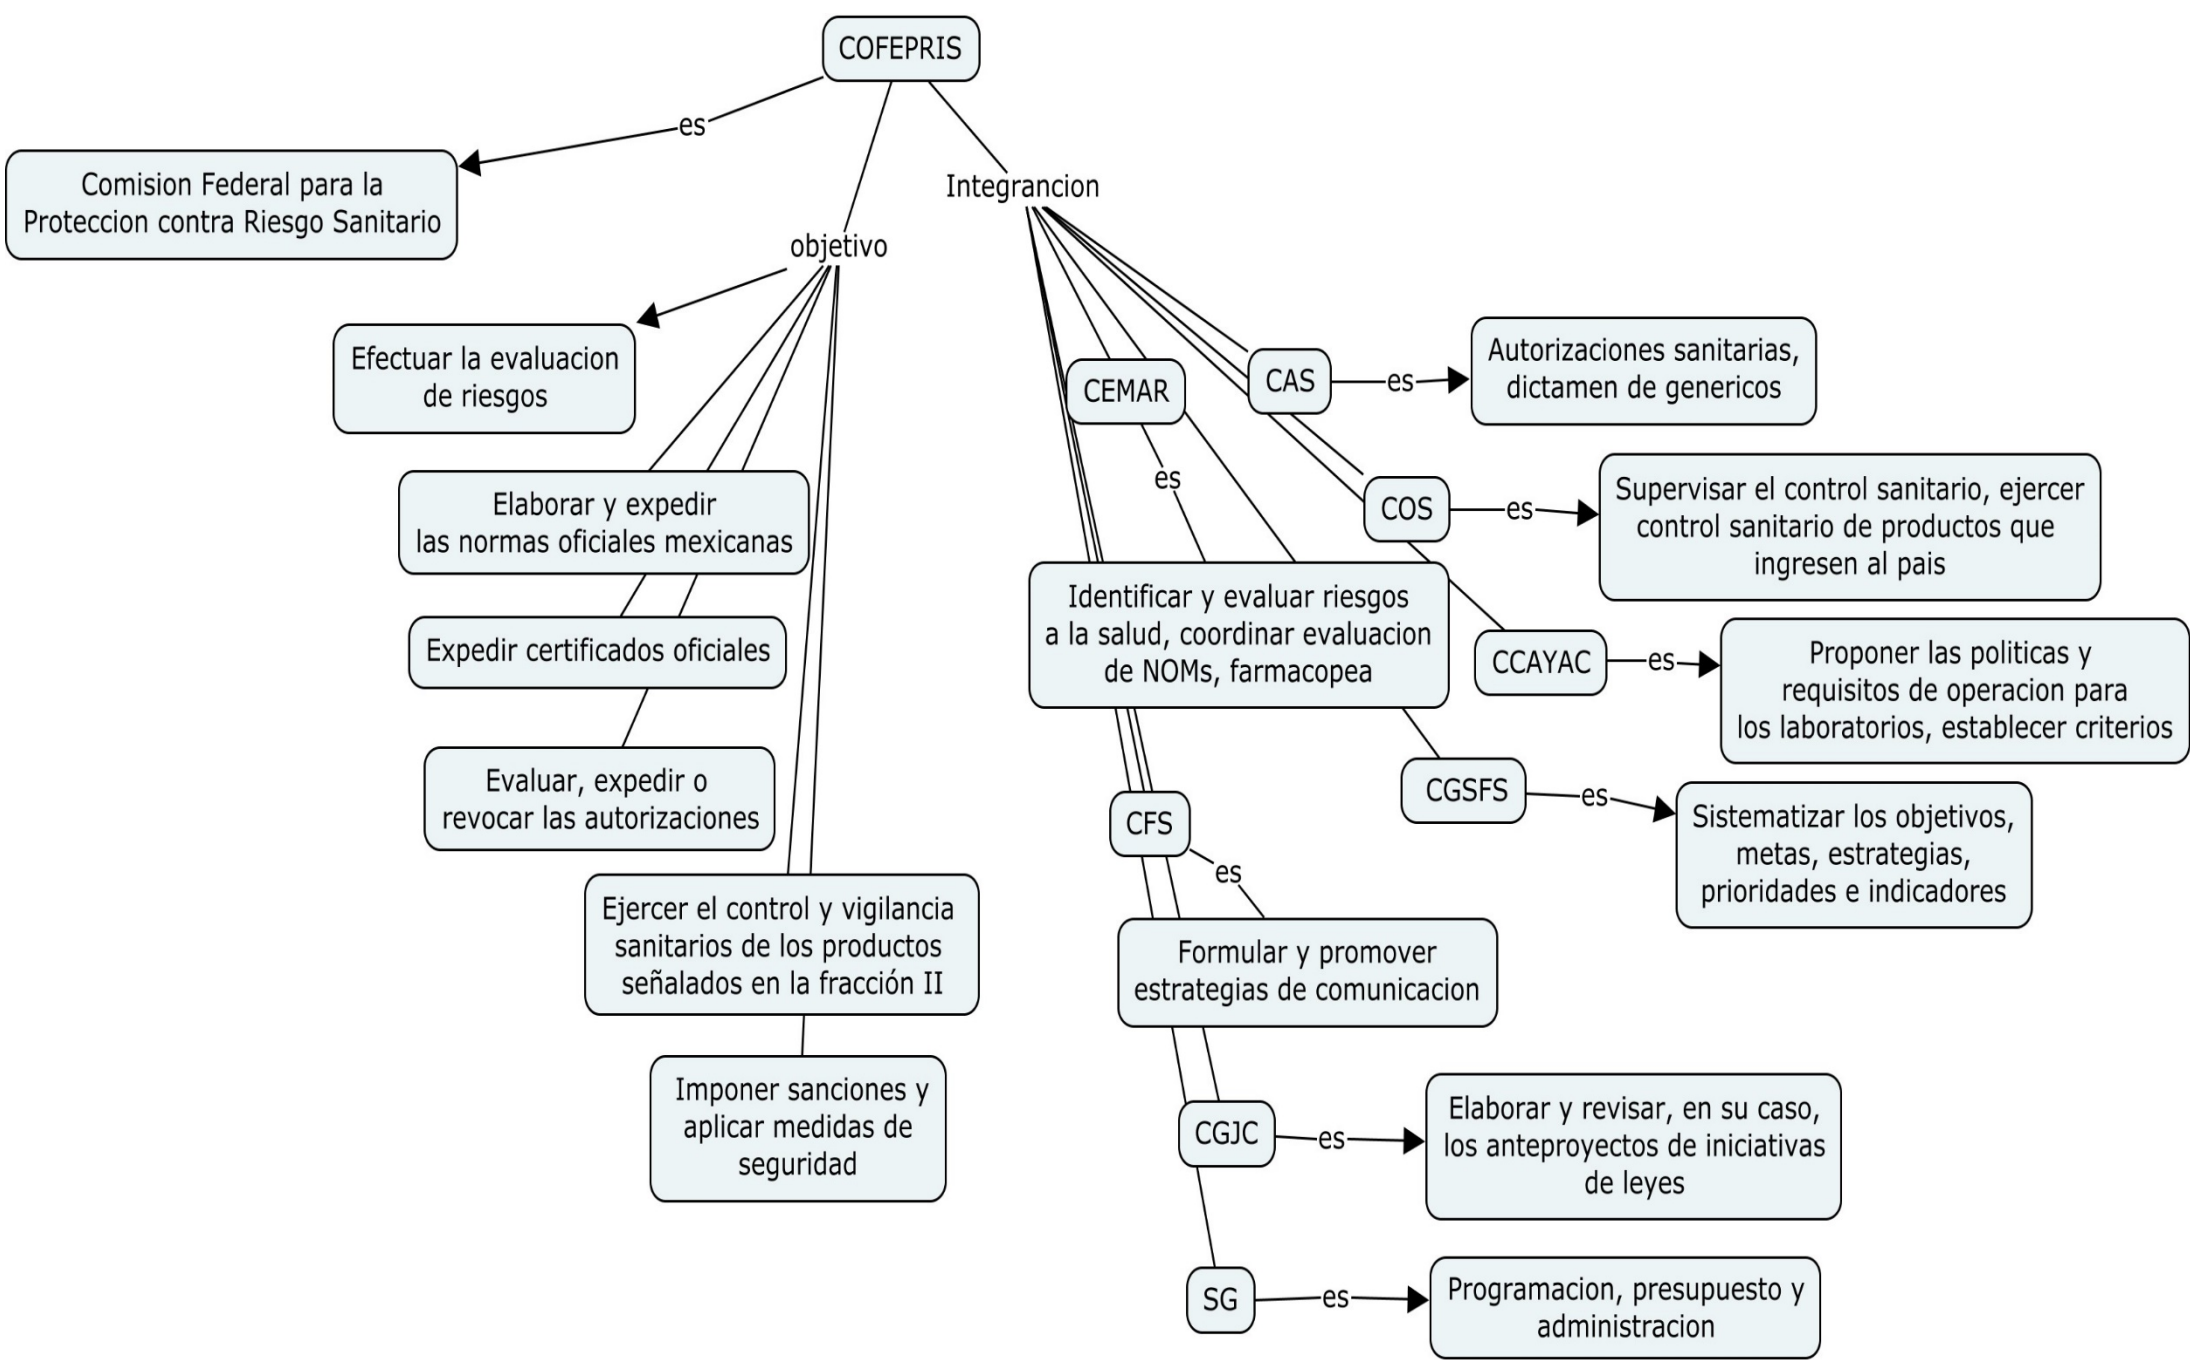 COFEPRIS
es
Comision Federal para la
Proteccion contra Riesgo Sanitario
objetivo
Efectuar la evaluacion
de riesgos
Elaborar y expedir
las normas oficiales mexicanas
Expedir certificados oficiales
Evaluar, expedir o
revocar las autorizaciones
Ejercer el control y vigilancia
sanitarios de los productos
señalados en la fracción II
Imponer sanciones y
aplicar medidas de
seguridad
Integrancion
CAS
es
Autorizaciones sanitarias,
dictamen de genericos
CEMAR
es
Identificar y evaluar riesgos
a la salud, coordinar evaluacion
de NOMs, farmacopea
COS
es
Supervisar el control sanitario, ejercer
control sanitario de productos que
ingresen al pais
CCAYAC
es
Proponer las politicas y
requisitos de operacion para
los laboratorios, establecer criterios
CGSFS
es
Sistematizar los objetivos,
metas, estrategias,
prioridades e indicadores
CFS
es
Formular y promover
estrategias de comunicacion
CGJC
es
Elaborar y revisar, en su caso,
los anteproyectos de iniciativas
de leyes
SG
es
Programacion, presupuesto y
administracion